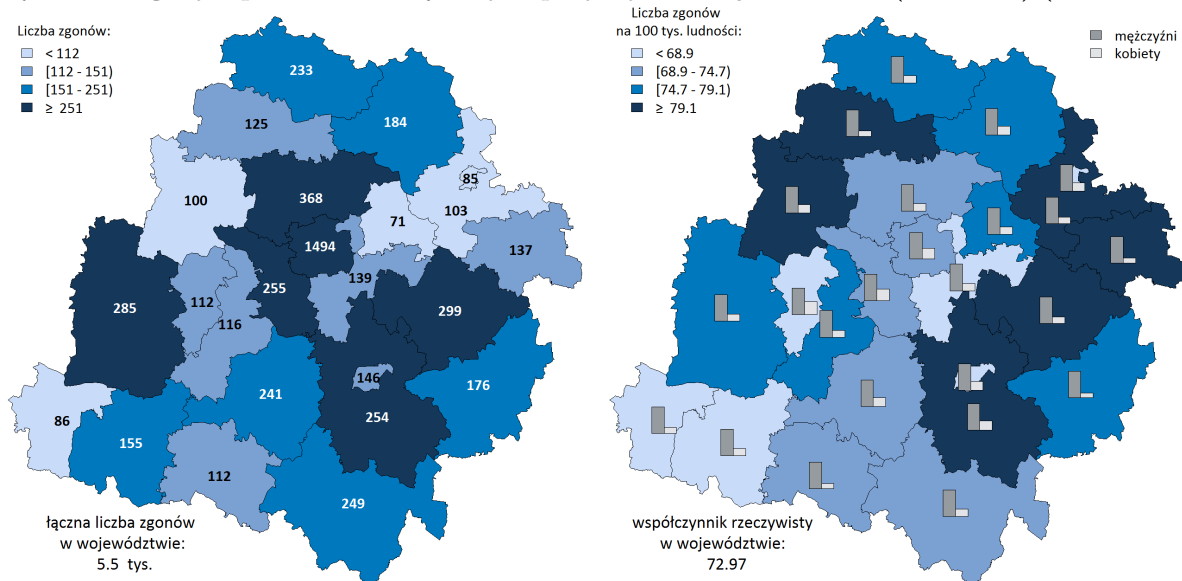 Liczba zgonów:
< 112
[112 - 151)
[151 - 251)
≥ 251
233
125
184
85
100
368
71
103
1494
137
139
255
285
112
299
116
146
176
241
254
86
155
112
249
łączna liczba zgonów
w województwie:
5.5 tys.
Liczba zgonów
na 100 tys. ludności:
< 68.9
[68.9 - 74.7)
[74.7 - 79.1)
≥ 79.1
mężczyźni
kobiety
współczynnik rzeczywisty
w województwie:
72.97